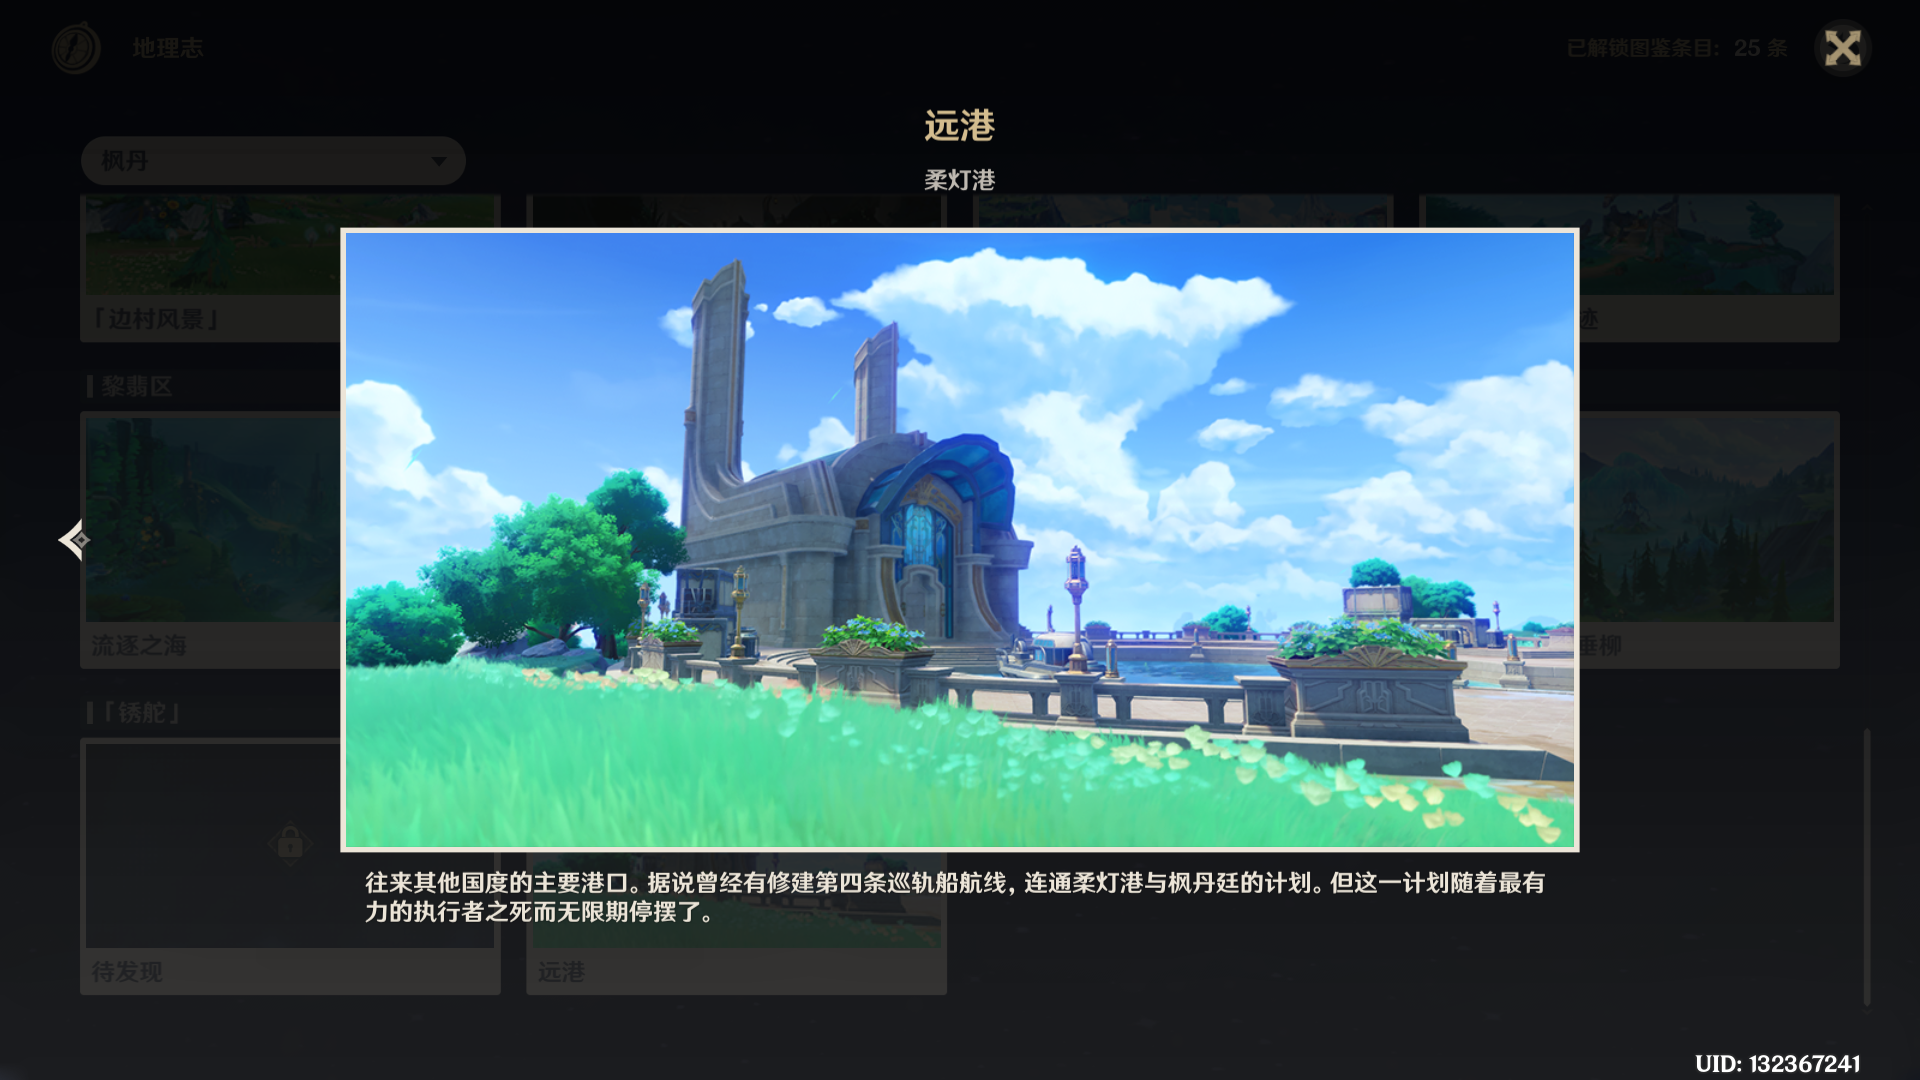 地理志
已解锁图鉴条目: 25 条
远港
枫丹
柔灯港
「边村风景」
迹
黎翡区
流逐之海
垂柳
「锈舵」
往来其他国度的主要港口。据说曾经有修建第四条巡轨船航线, 连通柔灯港与枫丹廷的计划。但这一计划随着最有
力的执行者之死而无限期停摆了。
待发现
远港
UID: 132367241